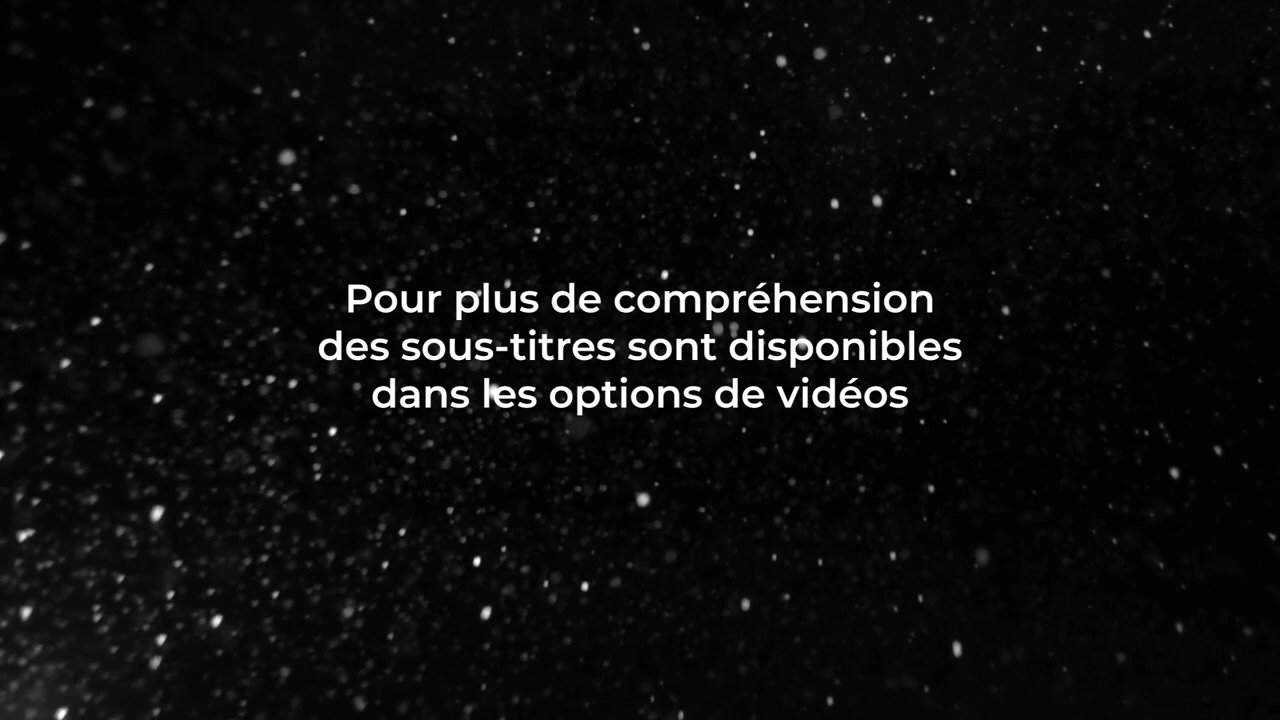 Pour plus de compréhension
des sous-titres sont disponibles
dans les options de vidéos